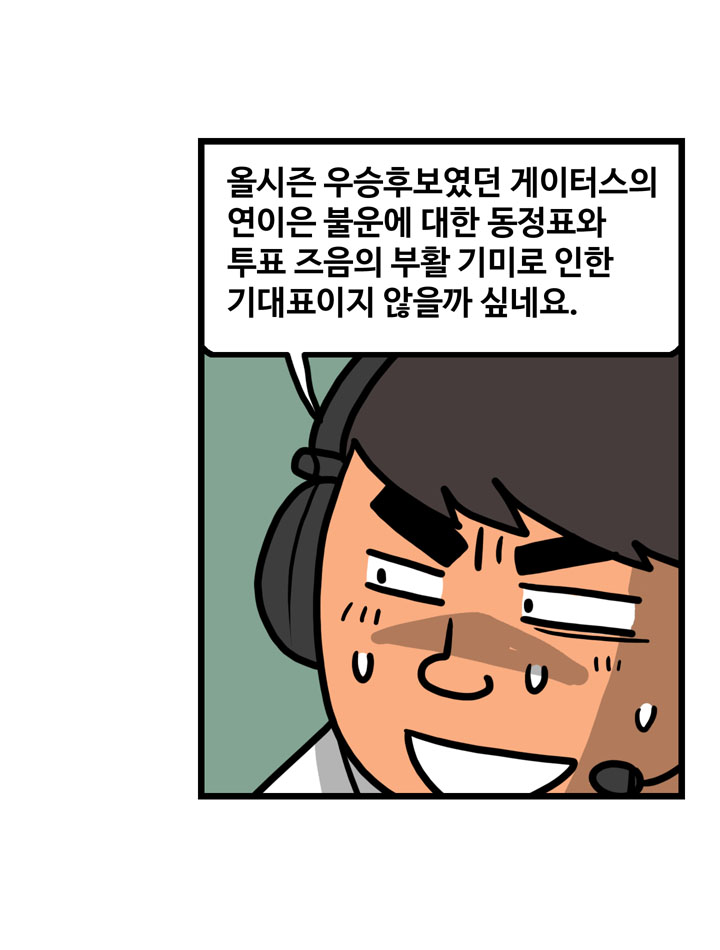 올시즌 우승후보였던 게이터스의
연이은 불운에 대한 동정표와
투표 즈음의 부활 기미로 인한
기대표이지 않을까 싶네요.